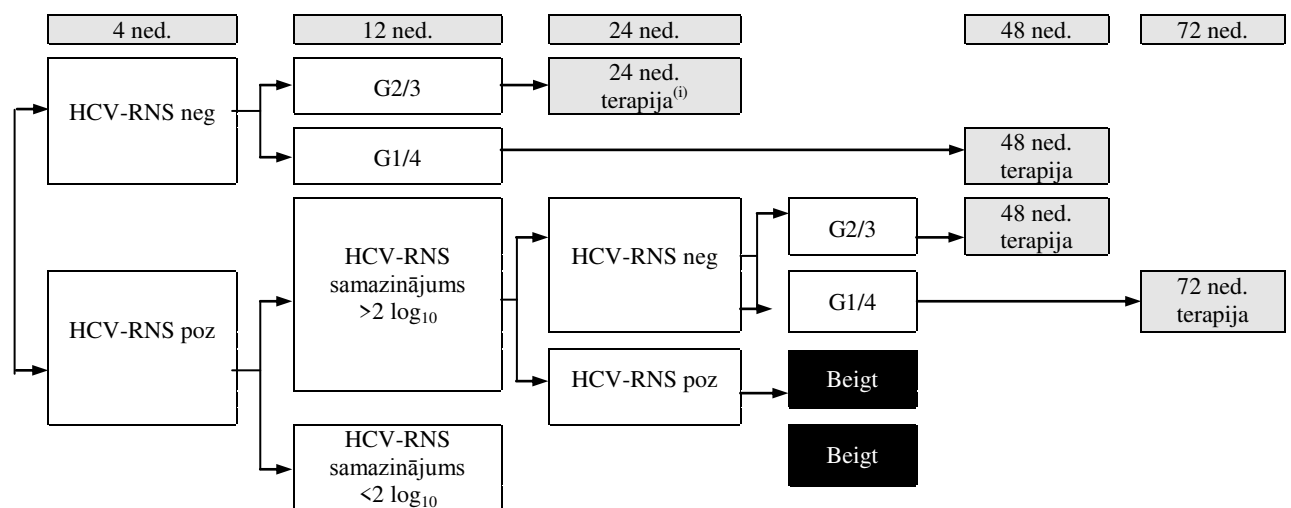 4 ned.
12 ned.
24 ned.
48 ned.
72 ned.
HCV-RNS neg
G2/3
24 ned.
terapija(i)
G1/4
48 ned.
terapija
HCV-RNS poz
HCV-RNS
samazinājums
>2 log10
HCV-RNS neg
G2/3
48 ned.
terapija
G1/4
72 ned.
terapija
HCV-RNS poz
Beigt
HCV-RNS
samazinājums
<2 log10
Beigt